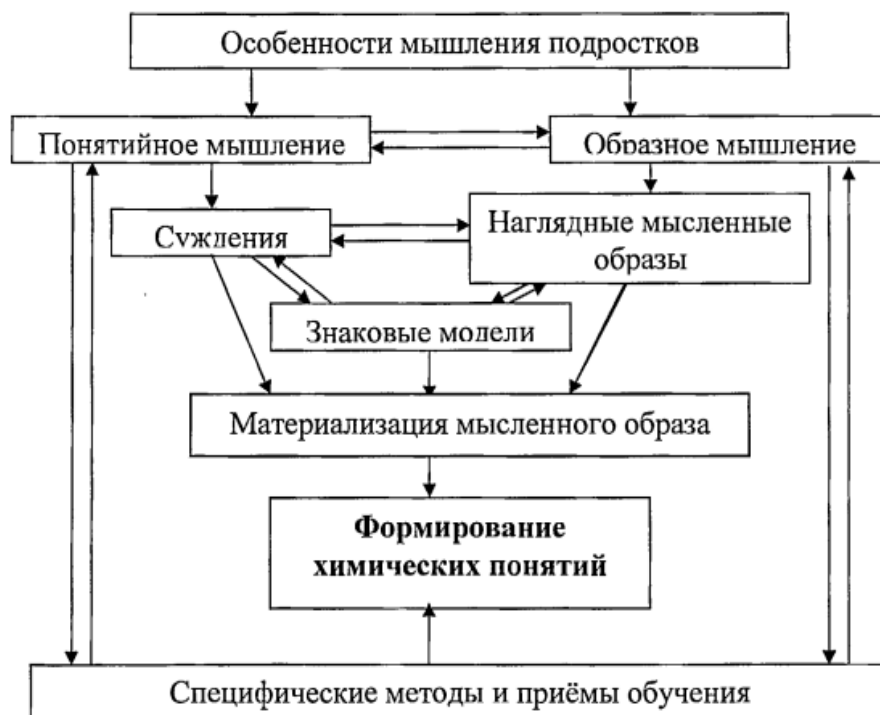 Особенности мышления подростков
Понятийное мышление
Образное мышление
Суждения
Наглядные мысленные
образы
Знаковые модели
Материализация мысленного образа
Формирование
химических понятий
Специфические методы и приёмы обучения